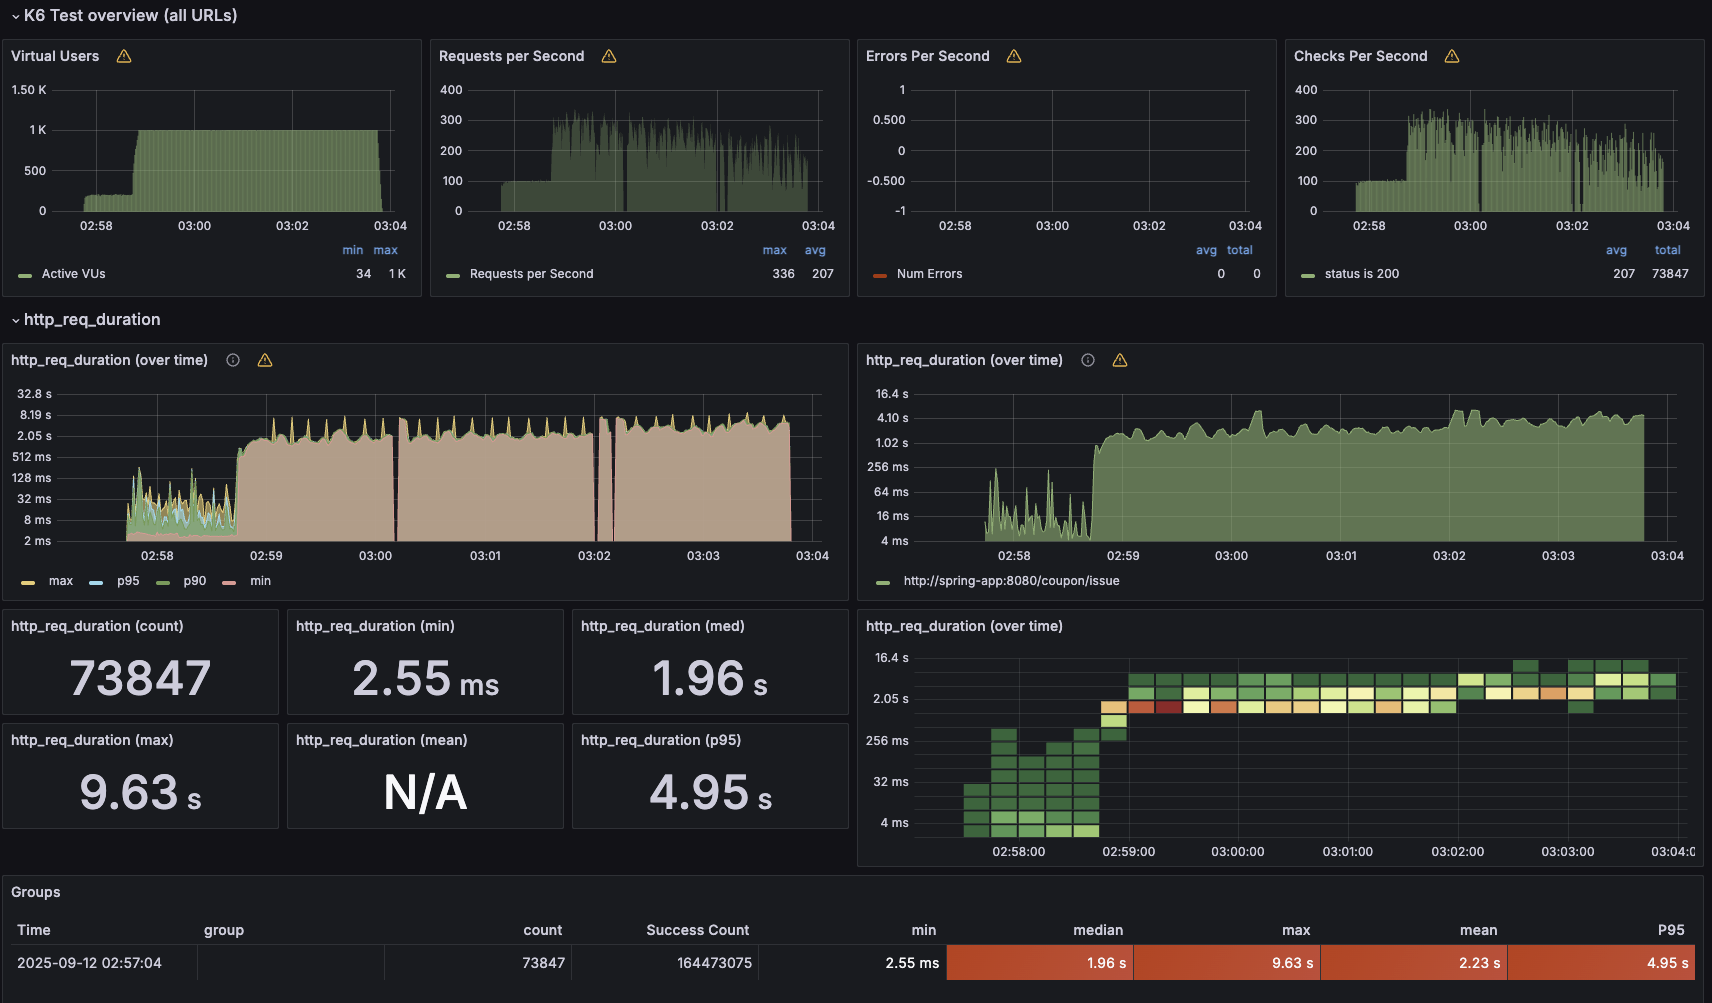 K6 Test overview (all URLs)
Virtual Users
1.50 K
1 K
500
0
02:58 03:00 03:02 03:04
min max
Active VUs 34 1 K
Requests per Second
400
300
200
100
0
02:58 03:00 03:02 03:04
max avg
Requests per Second 336 207
Errors Per Second
1
0.500
0
-0.500
-1
02:58 03:00 03:02 03:04
avg total
Num Errors 0 0
Checks Per Second
400
300
200
100
0
02:58 03:00 03:02 03:04
avg total
status is 200 207 73847
http_req_duration
http_req_duration (over time)
32.8 s
8.19 s
2.05 s
512 ms
128 ms
32 ms
8 ms
2 ms
02:58 02:59 03:00 03:01 03:02 03:03 03:04
max p95 p90 min
http_req_duration (over time)
16.4 s
4.10 s
1.02 s
256 ms
64 ms
16 ms
4 ms
02:58 02:59 03:00 03:01 03:02 03:03 03:04
http://spring-app:8080/coupon/issue
http_req_duration (count)
73847
http_req_duration (min)
2.55 ms
http_req_duration (med)
1.96 s
http_req_duration (max)
9.63 s
http_req_duration (mean)
N/A
http_req_duration (p95)
4.95 s
http_req_duration (over time)
16.4 s
2.05 s
256 ms
32 ms
4 ms
02:58:00 02:59:00 03:00:00 03:01:00 03:02:00 03:03:00 03:04:0
Groups
Time group count Success Count min median max mean P95
2025-09-12 02:57:04 73847 164473075 2.55 ms 1.96 s 9.63 s 2.23 s 4.95 s